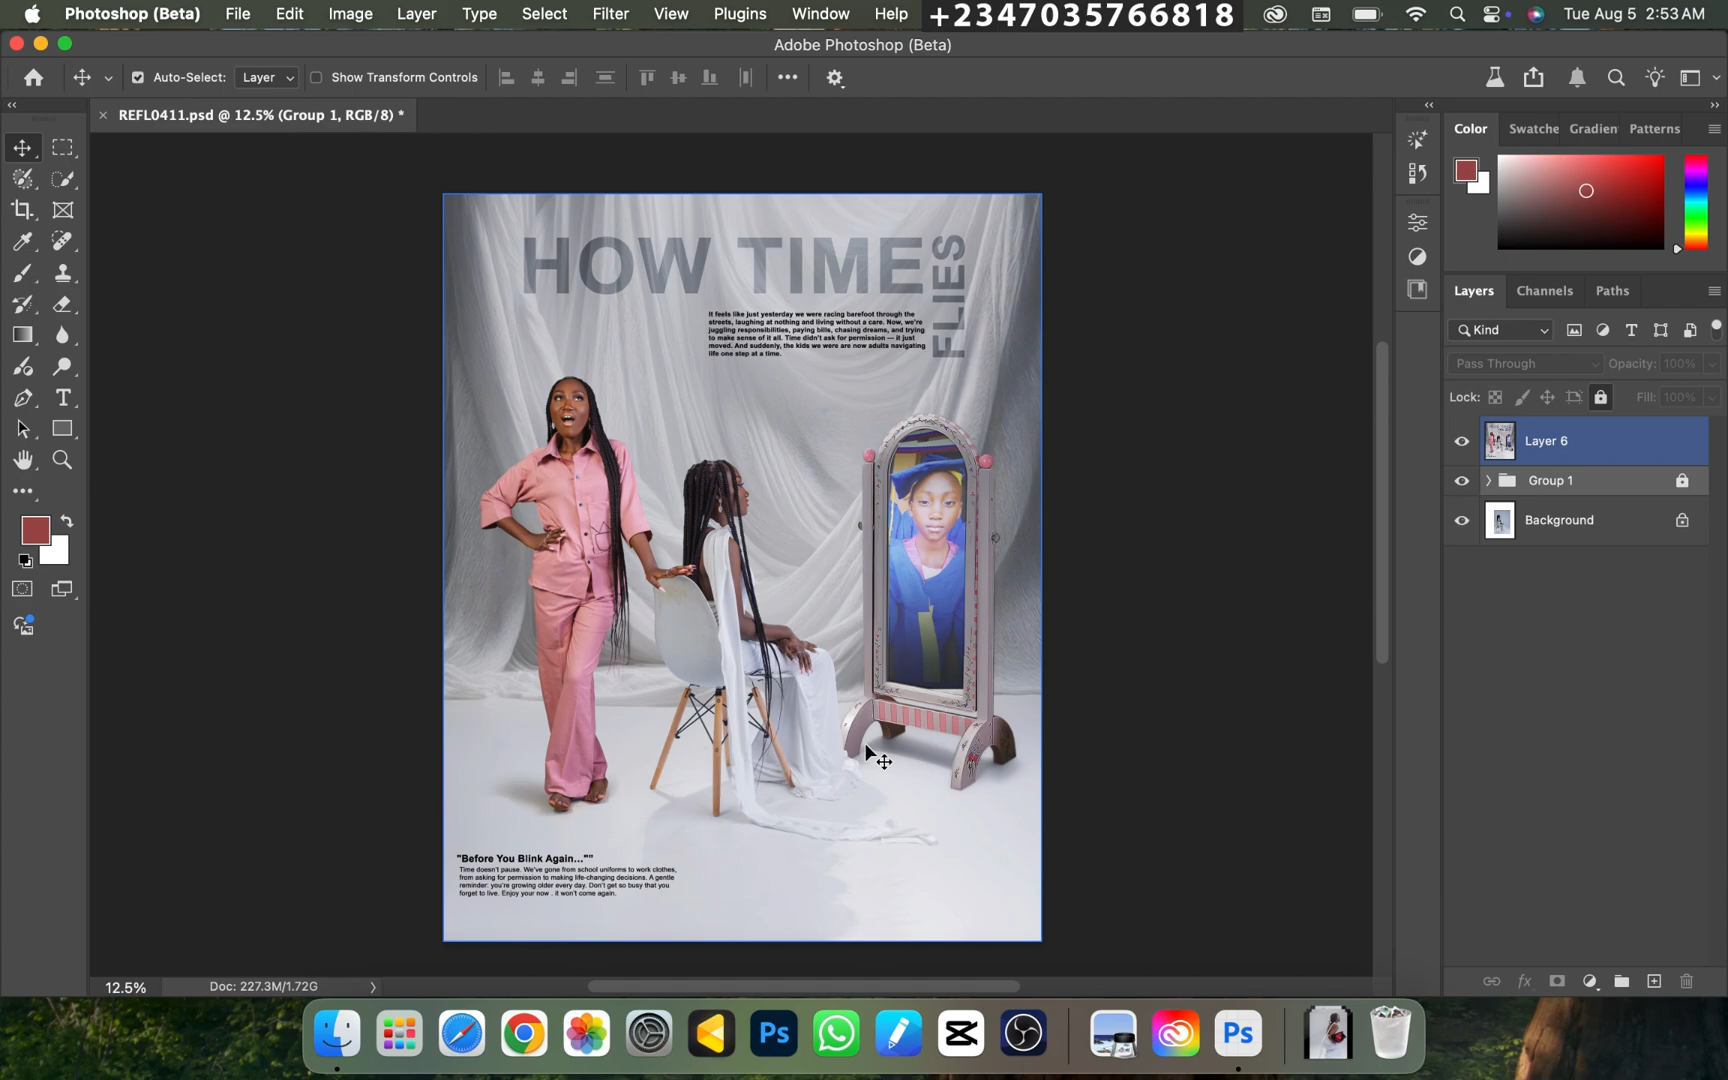 Photoshop (Beta) File Edit Image Layer Type Select Filter View Plugins Window Help +2347035766818 Tue Aug 5 2:53 AM
Adobe Photoshop (Beta)
Auto-Select: Layer Show Transform Controls
REFL0411.psd @ 12.5% (Group 1, RGB/8) *
Color Swatche Gradien Patterns
HOW TIME
FLIES
It feels like just yesterday we were racing barefoot through the
streets, laughing at nothing and living without a care. Now, we're
juggling responsibilities, paying bills, chasing dreams, and trying
to make sense of it all. Time didn't ask for permission — it just
moved. And suddenly, the kids we were are now adults navigating
life one step at a time.
"Before You Blink Again...""
Time doesn't pause. We've gone from school uniforms to work clothes,
from asking for permission to making life-changing decisions. A gentle
reminder: you're growing older every day. Don't get so busy that you
forget to live. Enjoy your now . it won't come again.
Layers Channels Paths
Kind
Pass Through Opacity: 100%
Lock: Fill: 100%
Layer 6
Group 1
Background
12.5% Doc: 227.3M/1.72G
Ps Ps